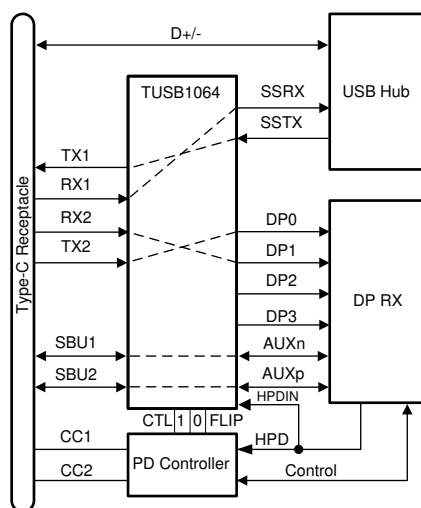 D+/-
TUSB1064
USB Hub
SSRX
SSTX
TX1
RX1
RX2
TX2
Type-C Receptacle
DP0
DP1
DP2
DP3
DP RX
SBU1
SBU2
AUXn
AUXp
HPDIN
CTL 1 0 FLIP
CC1
CC2
PD Controller
HPD
Control